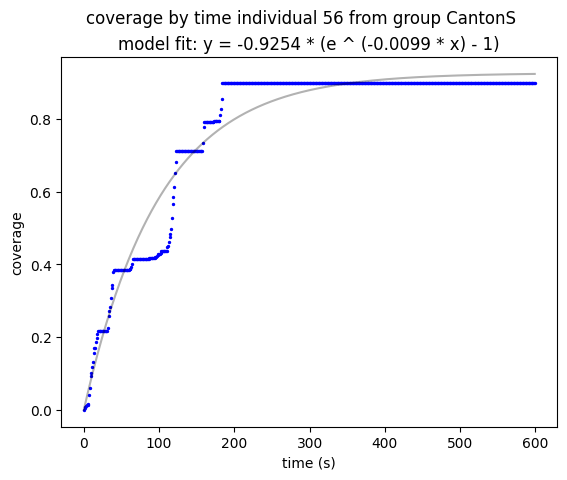 coverage by time individual 56 from group CantonS
model fit: y = -0.9254 * (e ^ (-0.0099 * x) - 1)
coverage
0.8
0.6
0.4
0.2
0.0
0 100 200 300 400 500 600
time (s)